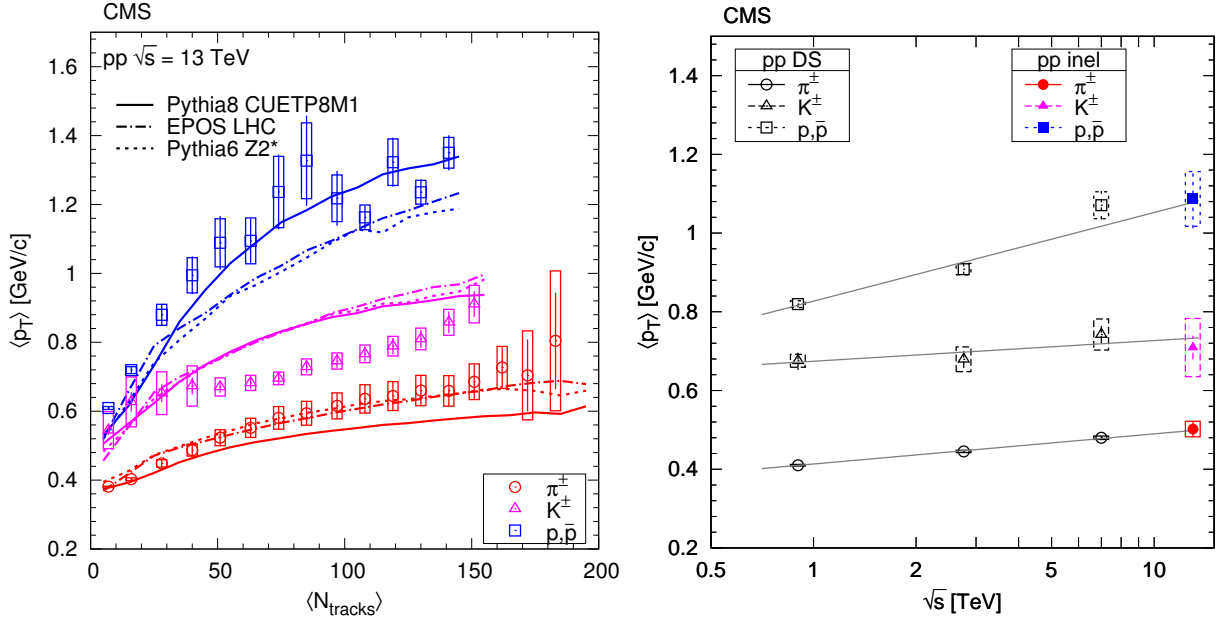 CMS
pp √s = 13 TeV
Pythia8 CUETP8M1
EPOS LHC
Pythia6 Z2*
⟨p_T⟩ [GeV/c]
1.6
1.4
1.2
1
0.8
0.6
0.4
0.2
π±
K±
p,p̄
0 50 100 150 200
⟨N_tracks⟩
CMS
pp DS
π±
K±
p,p̄
pp inel
π±
K±
p,p̄
⟨p_T⟩ [GeV/c]
1.4
1.2
1
0.8
0.6
0.4
0.2
0.5 1 2 5 10
√s [TeV]